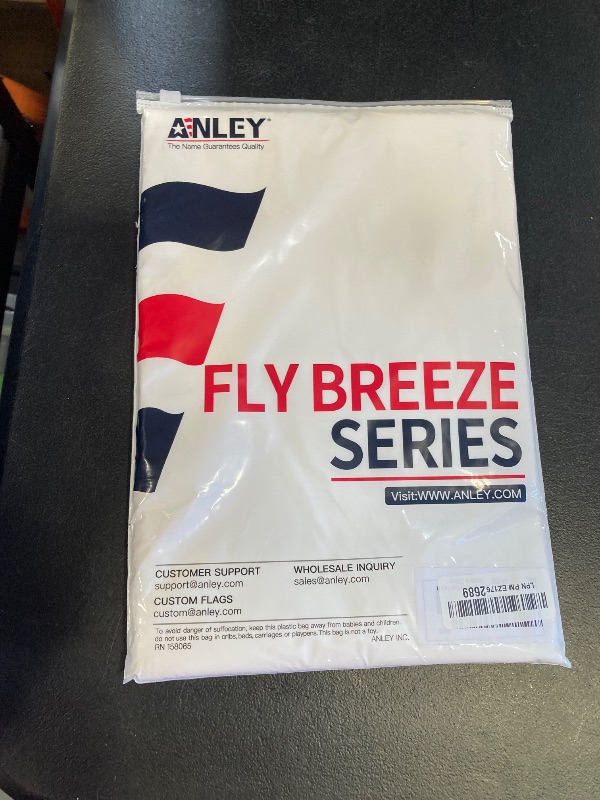 ANLEY®
The Name Guarantees Quality
FLY BREEZE
SERIES
Visit:WWW.ANLEY.COM
CUSTOMER SUPPORT
support@anley.com
WHOLESALE INQUIRY
sales@anley.com
CUSTOM FLAGS
custom@anley.com
To avoid danger of suffocation, keep this plastic bag away from babies and children.
do not use this bag in cribs, beds, carriages or playpens. This bag is not a toy.
RN 158065
ANLEY INC.
2689